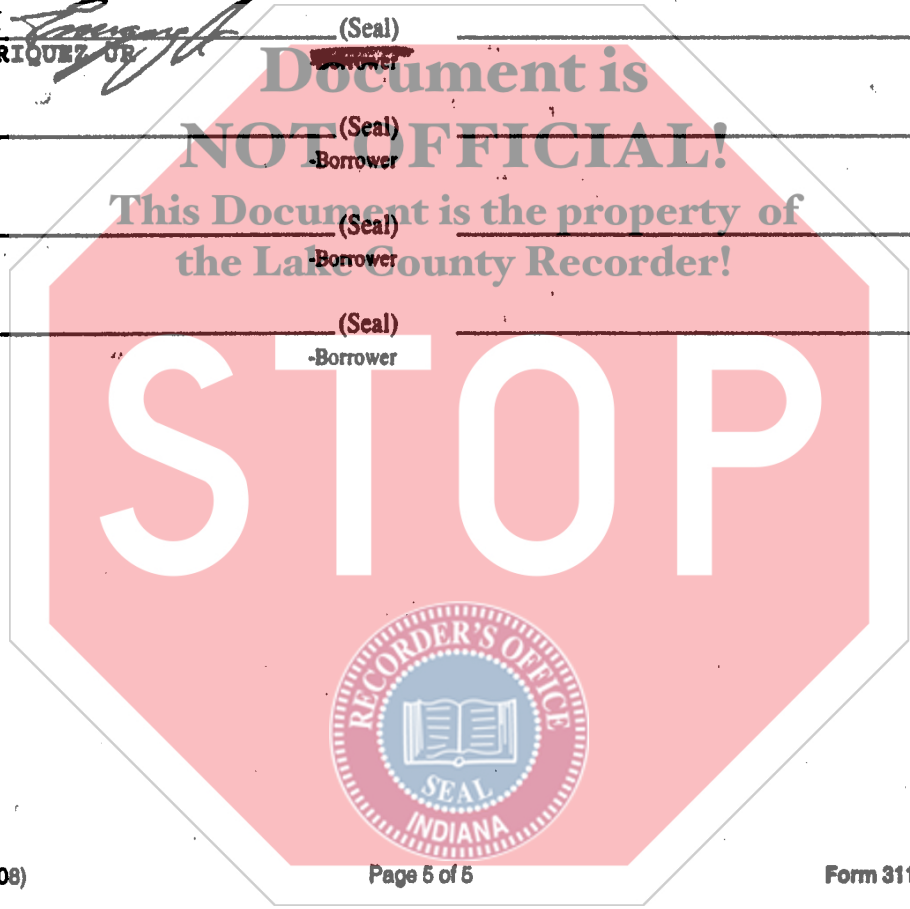 (Seal)
RIQUEZ JR
-Borrower
Document is
(Seal)
NOT OFFICIAL!
-Borrower
This Document is the property of
(Seal)
the Lake County Recorder!
-Borrower
(Seal)
-Borrower
STOP
RECORDER'S OFFICE
SEAL
INDIANA
08)
Page 5 of 5
Form 311